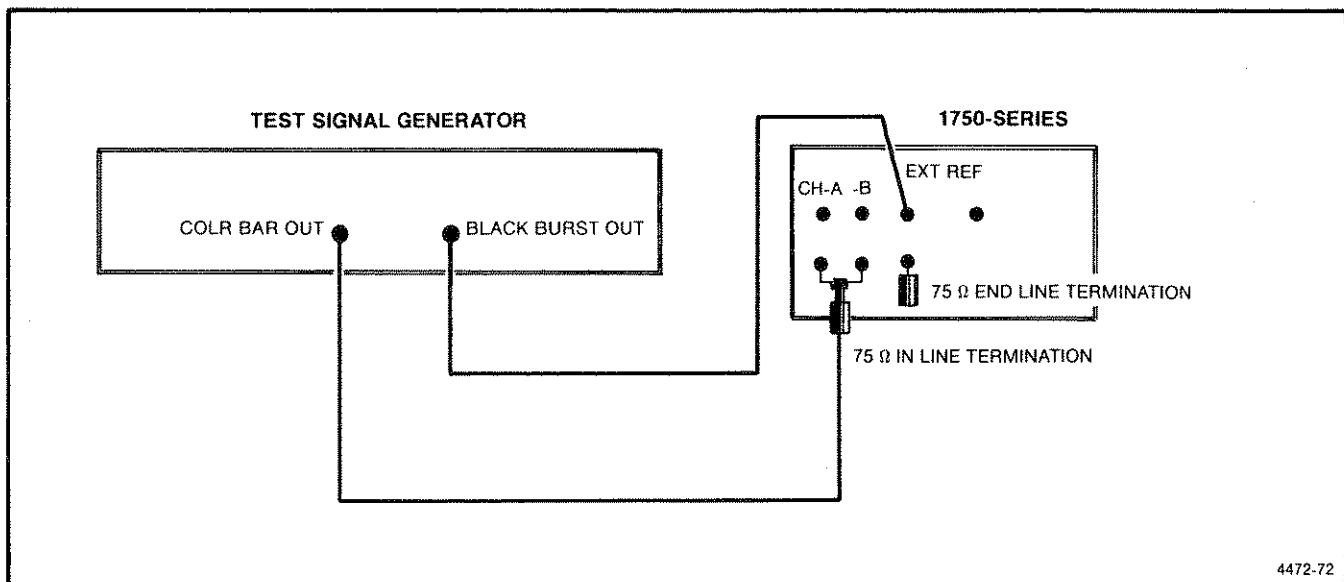 TEST SIGNAL GENERATOR
1750-SERIES
EXT REF
CH-A -B
COLR BAR OUT
BLACK BURST OUT
75 Ω END LINE TERMINATION
75 Ω IN LINE TERMINATION
4472-72